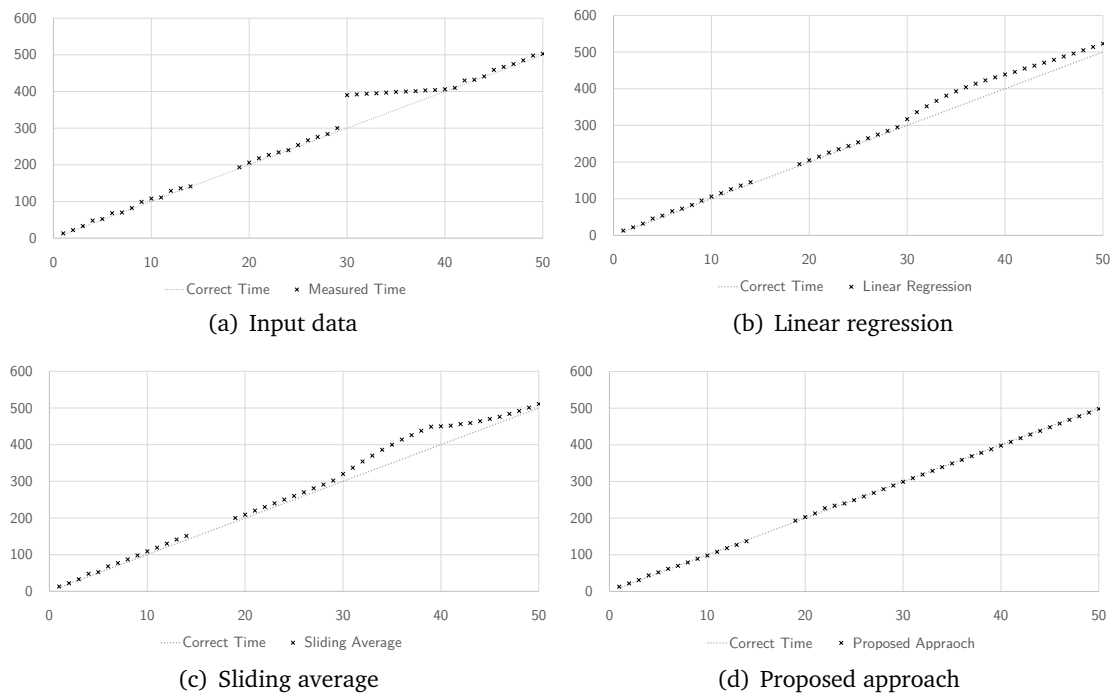 600
500
400
300
200
100
0
0 10 20 30 40 50
Correct Time Measured Time
(a) Input data
600
500
400
300
200
100
0
0 10 20 30 40 50
Correct Time Linear Regression
(b) Linear regression
600
500
400
300
200
100
0
0 10 20 30 40 50
Correct Time Sliding Average
(c) Sliding average
600
500
400
300
200
100
0
0 10 20 30 40 50
Correct Time Proposed Appraoch
(d) Proposed approach